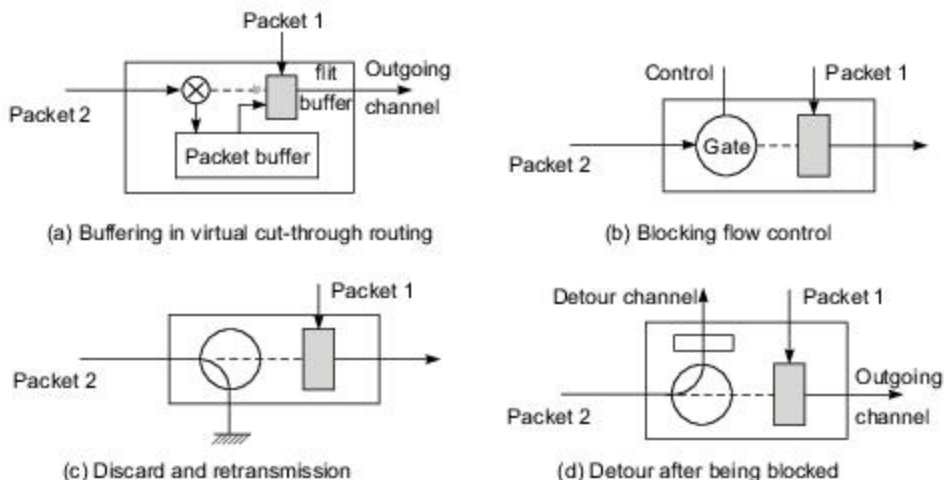 Packet 1
flit
Outgoing
buffer
channel
Packet 2
Packet buffer
(a) Buffering in virtual cut-through routing
Control
Packet 1
Gate
Packet 2
(b) Blocking flow control
Packet 1
Packet 2
(c) Discard and retransmission
Detour channel
Packet 1
Outgoing
channel
Packet 2
(d) Detour after being blocked